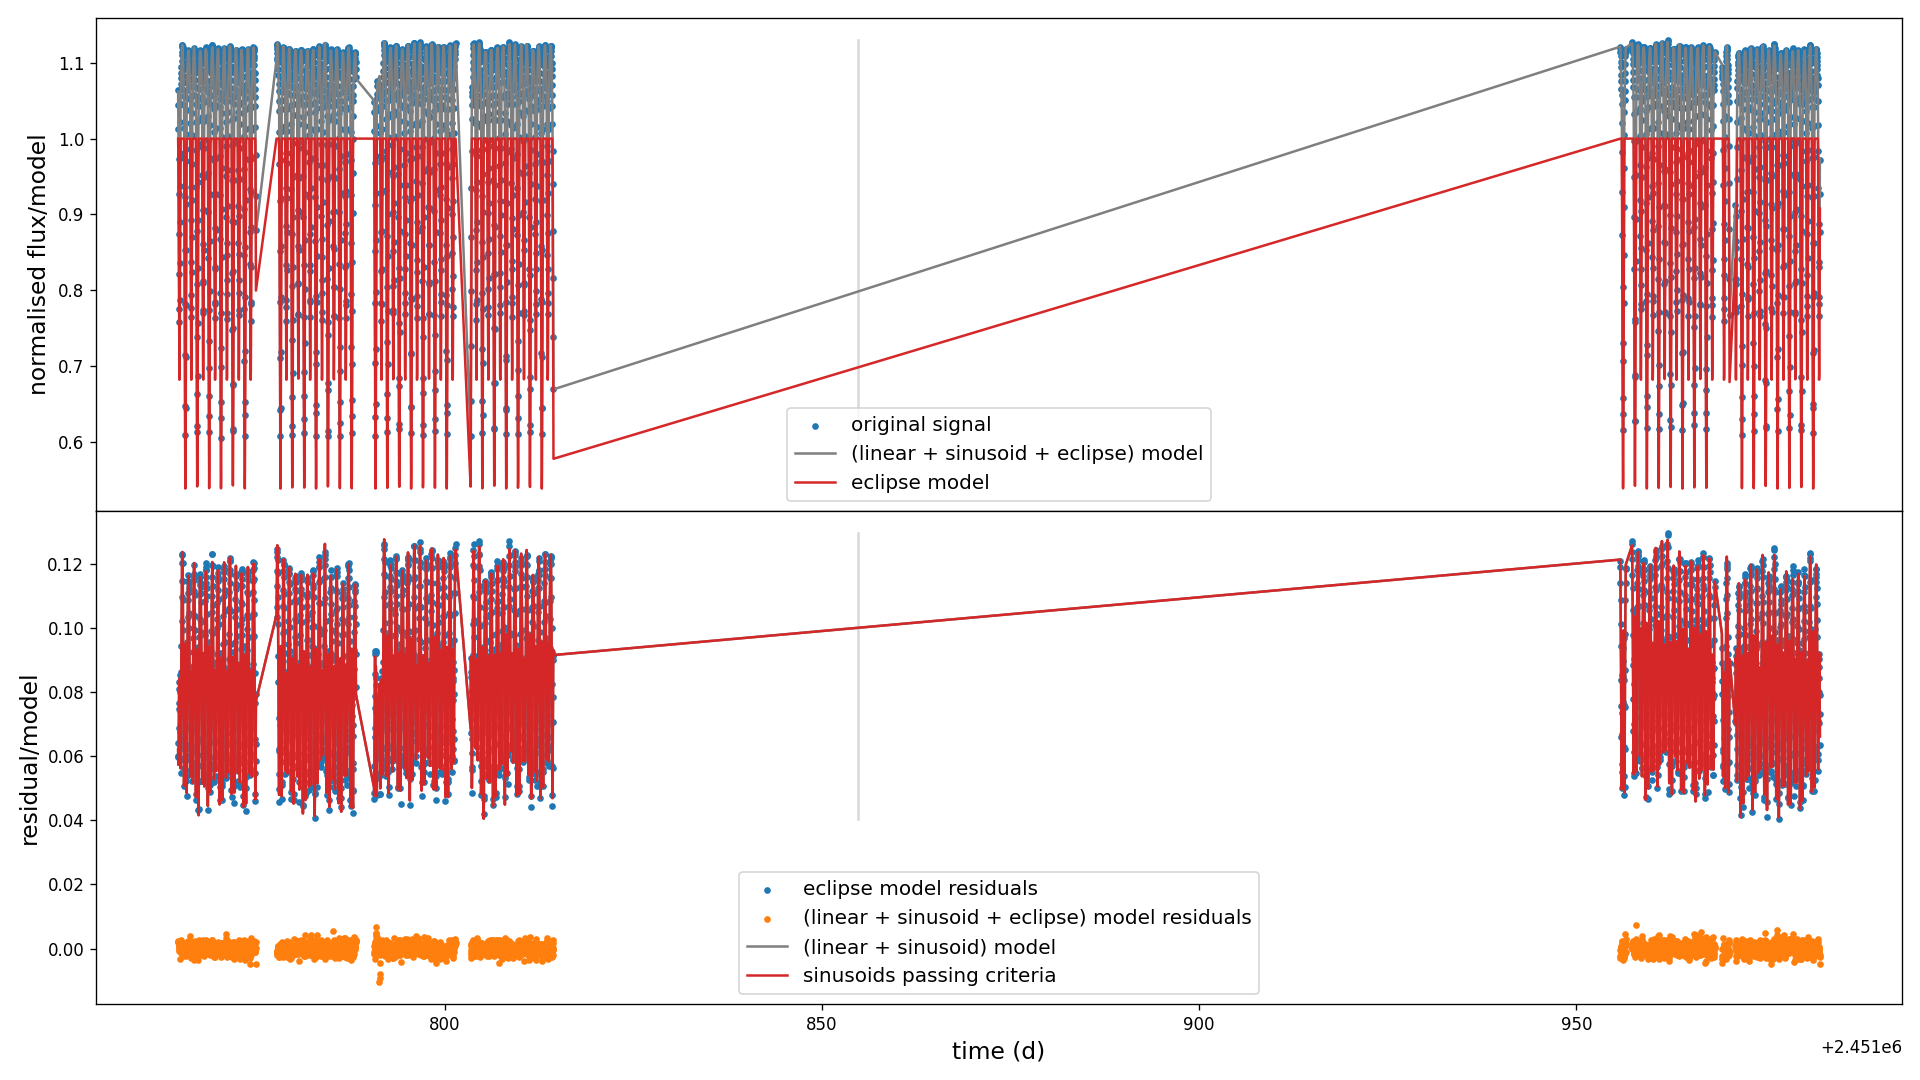 normalised flux/model
1.1
1.0
0.9
0.8
0.7
0.6
original signal
(linear + sinusoid + eclipse) model
eclipse model
residual/model
0.12
0.10
0.08
0.06
0.04
0.02
0.00
eclipse model residuals
(linear + sinusoid + eclipse) model residuals
(linear + sinusoid) model
sinusoids passing criteria
800
850
900
950
time (d)
+2.451e6